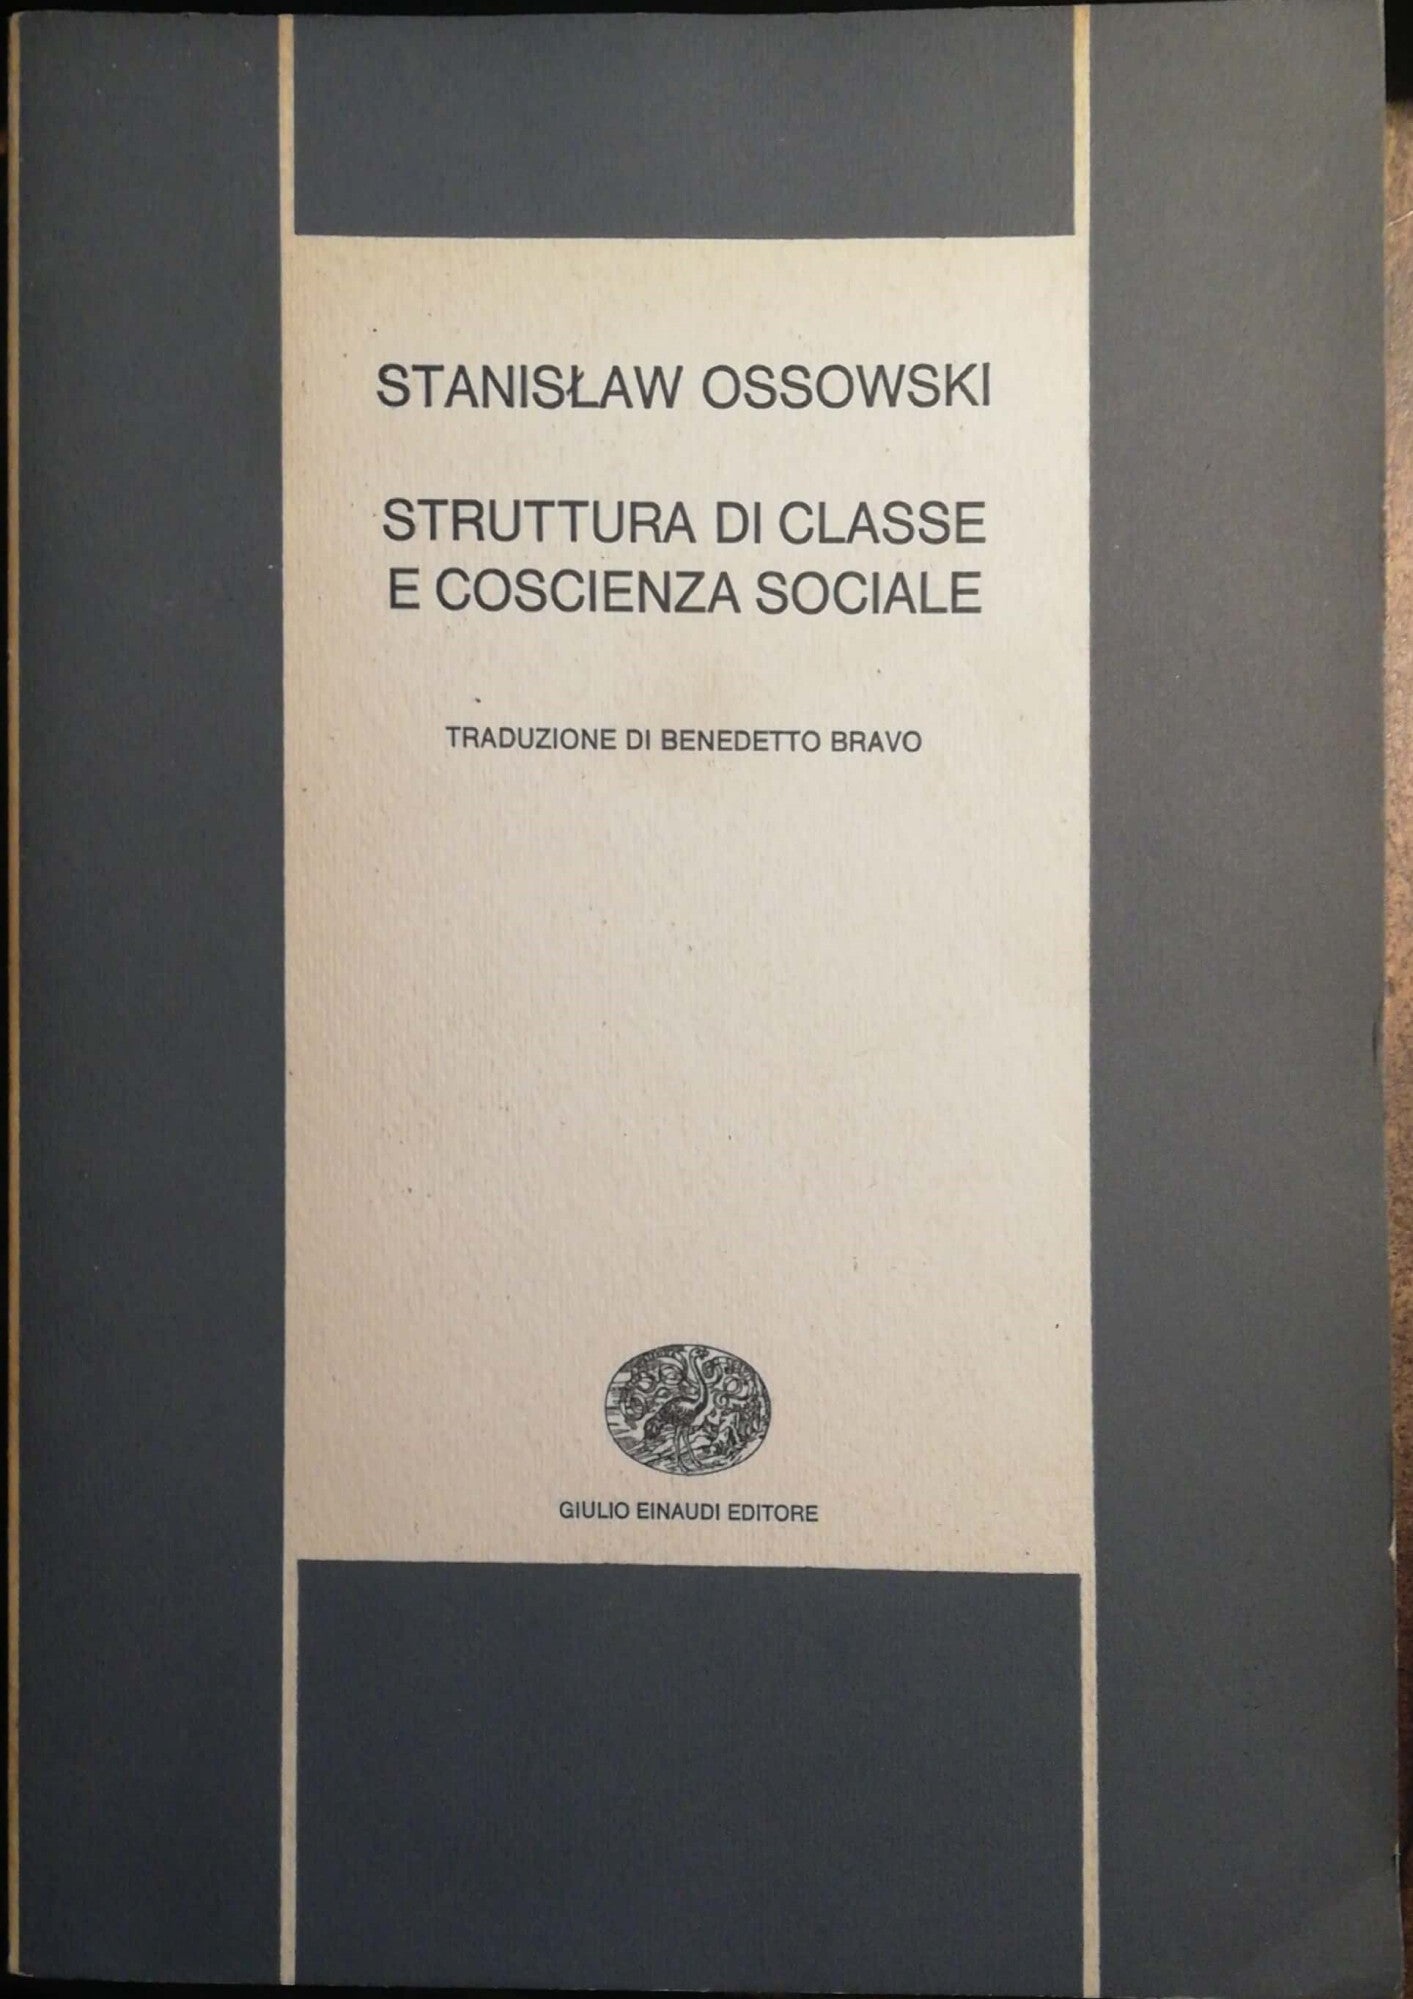 STANISŁAW OSSOWSKI
STRUTTURA DI CLASSE
E COSCIENZA SOCIALE
TRADUZIONE DI BENEDETTO BRAVO
GIULIO EINAUDI EDITORE